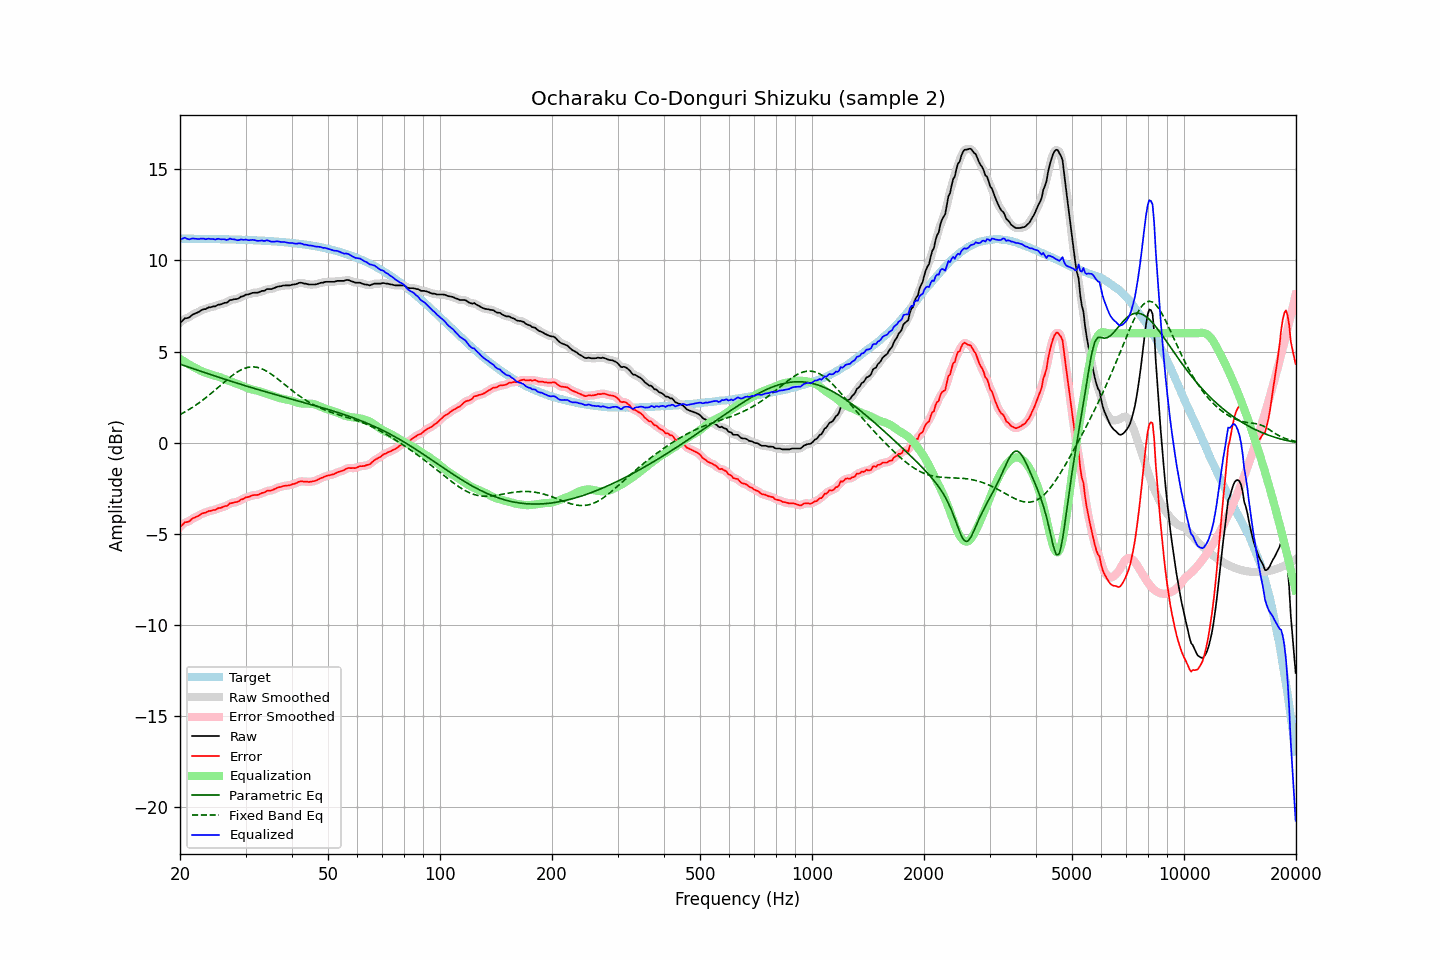 Ocharaku Co-Donguri Shizuku (sample 2)
Amplitude (dBr)
15
10
5
0
−5
−10
−15
−20
Target
Raw Smoothed
Error Smoothed
Raw
Error
Equalization
Parametric Eq
Fixed Band Eq
Equalized
20 50 100 200 500 1000 2000 5000 10000 20000
Frequency (Hz)